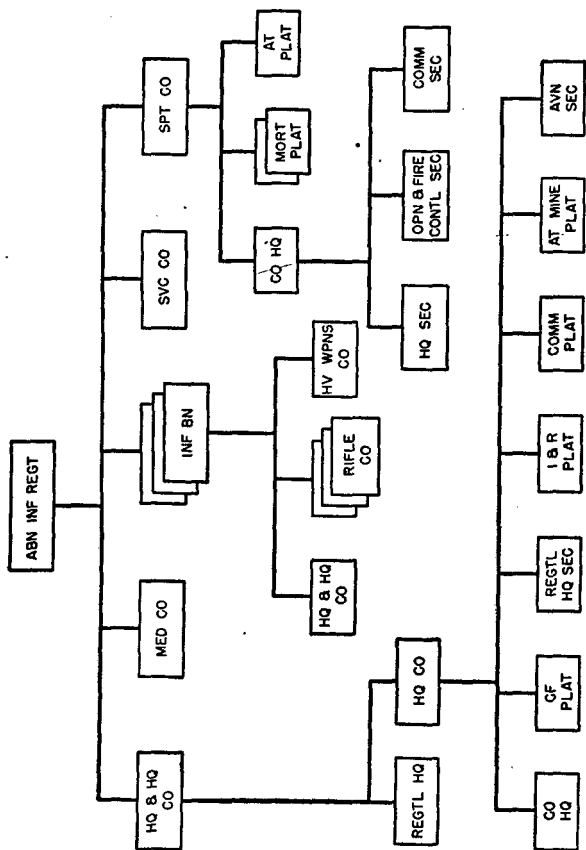 ABN INF REGT
HQ & HQ
CO
MED CO
INF BN
SVC CO
SPT CO
REGTL HQ
HQ CO
HQ & HQ
CO
RIFLE
CO
HV WPNS
CO
CO HQ
MORT
PLAT
AT
PLAT
HQ SEC
OPN & FIRE
CONTL SEC
COMM
SEC
CO
HQ
CF
PLAT
REGTL
HQ SEC
I & R
PLAT
COMM
PLAT
AT MINE
PLAT
AVN
SEC